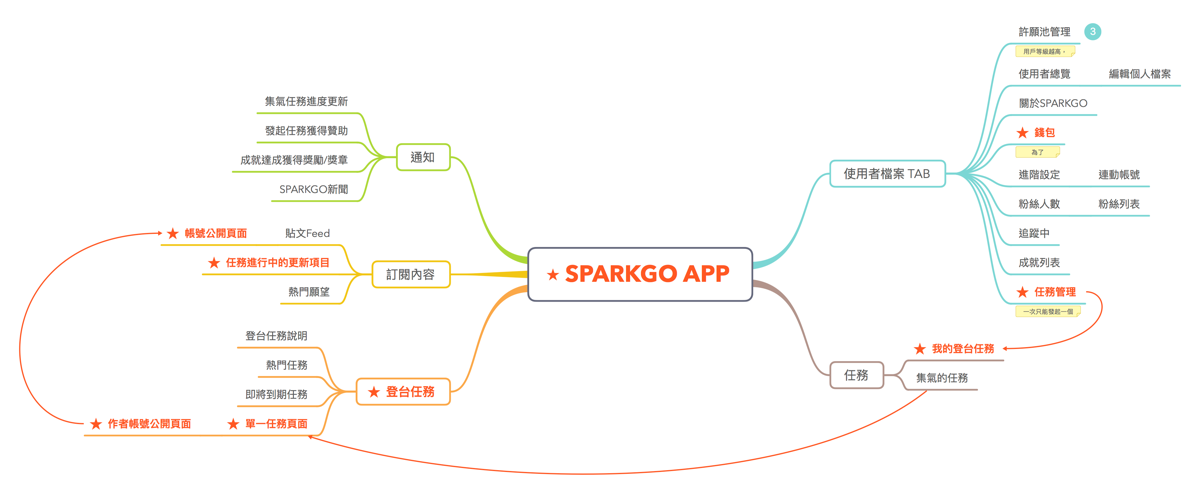 SPARKGO APP
通知
集氣任務進度更新
發起任務獲得贊助
成就達成獲得獎勵/獎章
SPARKGO新聞
訂閱內容
帳號公開頁面
貼文Feed
任務進行中的更新項目
熱門願望
登台任務
登台任務說明
熱門任務
即將到期任務
作者帳號公開頁面
單一任務頁面
使用者檔案 TAB
許願池管理
3
用戶等級越高，
使用者總覽
編輯個人檔案
關於SPARKGO
錢包
為了
進階設定
連動帳號
粉絲人數
粉絲列表
追蹤中
成就列表
任務管理
一次只能發起一個
任務
我的登台任務
集氣的任務